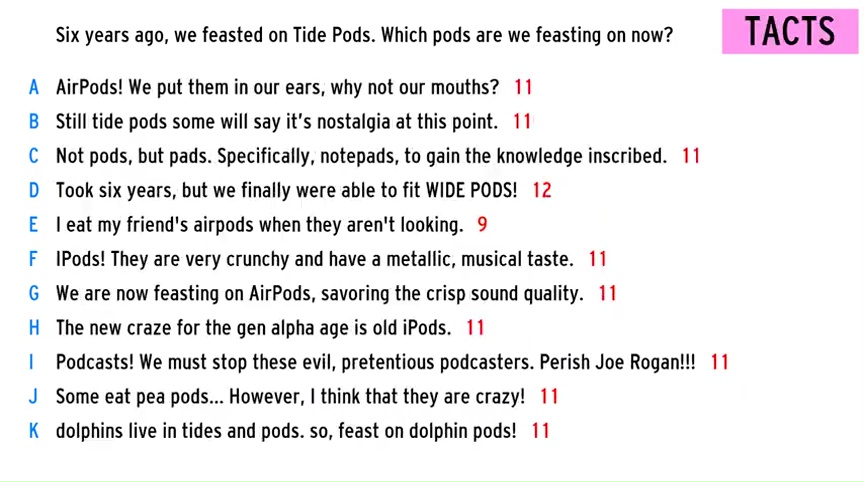 Six years ago, we feasted on Tide Pods. Which pods are we feasting on now?
TACTS
A AirPods! We put them in our ears, why not our mouths? 11
B Still tide pods some will say it's nostalgia at this point. 11
C Not pods, but pads. Specifically, notepads, to gain the knowledge inscribed. 11
D Took six years, but we finally were able to fit WIDE PODS! 12
E I eat my friend's airpods when they aren't looking. 9
F IPods! They are very crunchy and have a metallic, musical taste. 11
G We are now feasting on AirPods, savoring the crisp sound quality. 11
H The new craze for the gen alpha age is old iPods. 11
I Podcasts! We must stop these evil, pretentious podcasters. Perish Joe Rogan!!! 11
J Some eat pea pods... However, I think that they are crazy! 11
K dolphins live in tides and pods. so, feast on dolphin pods! 11